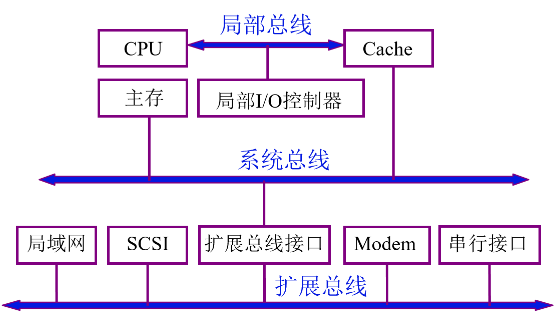 局部总线
CPU
Cache
主存
局部I/O控制器
系统总线
局域网
SCSI
扩展总线接口
Modem
串行接口
扩展总线